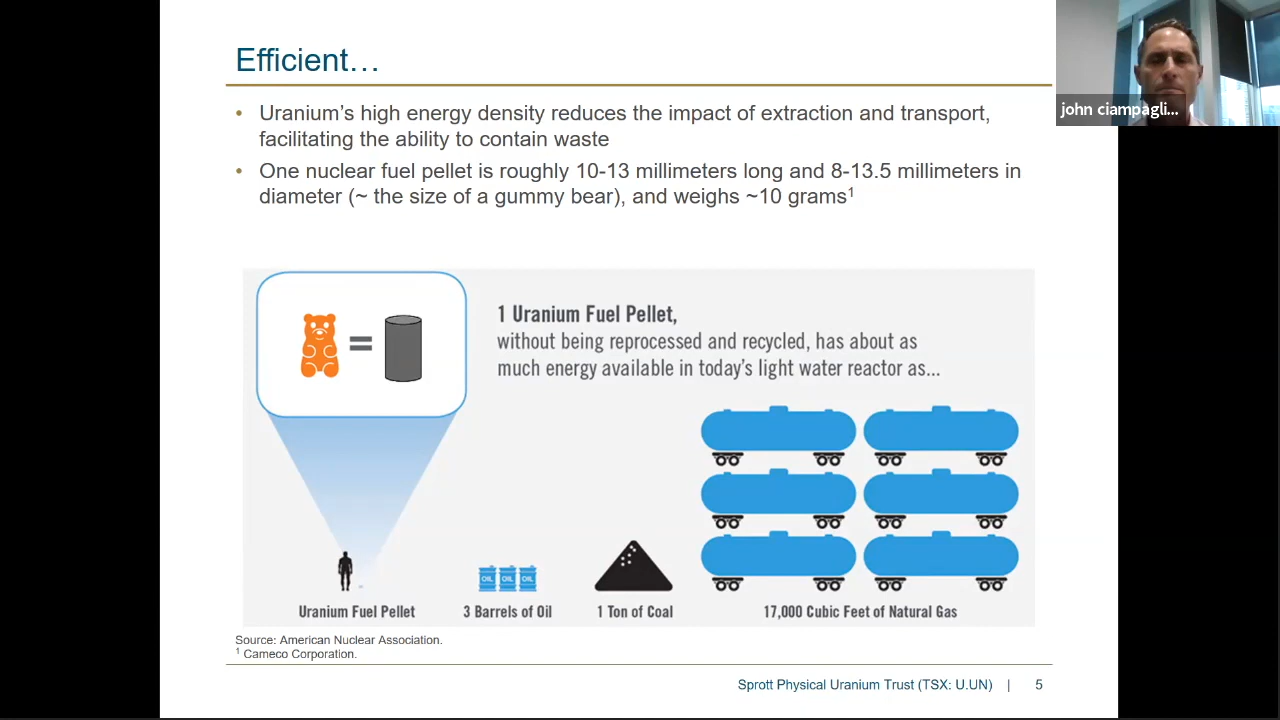 Efficient…
• Uranium's high energy density reduces the impact of extraction and transport,
facilitating the ability to contain waste
• One nuclear fuel pellet is roughly 10-13 millimeters long and 8-13.5 millimeters in
diameter (~ the size of a gummy bear), and weighs ~10 grams¹
john ciampagli...
=
1 Uranium Fuel Pellet,
without being reprocessed and recycled, has about as
much energy available in today's light water reactor as...
OIL OIL OIL
Uranium Fuel Pellet
3 Barrels of Oil
1 Ton of Coal
17,000 Cubic Feet of Natural Gas
Source: American Nuclear Association.
¹ Cameco Corporation.
Sprott Physical Uranium Trust (TSX: U.UN) | 5